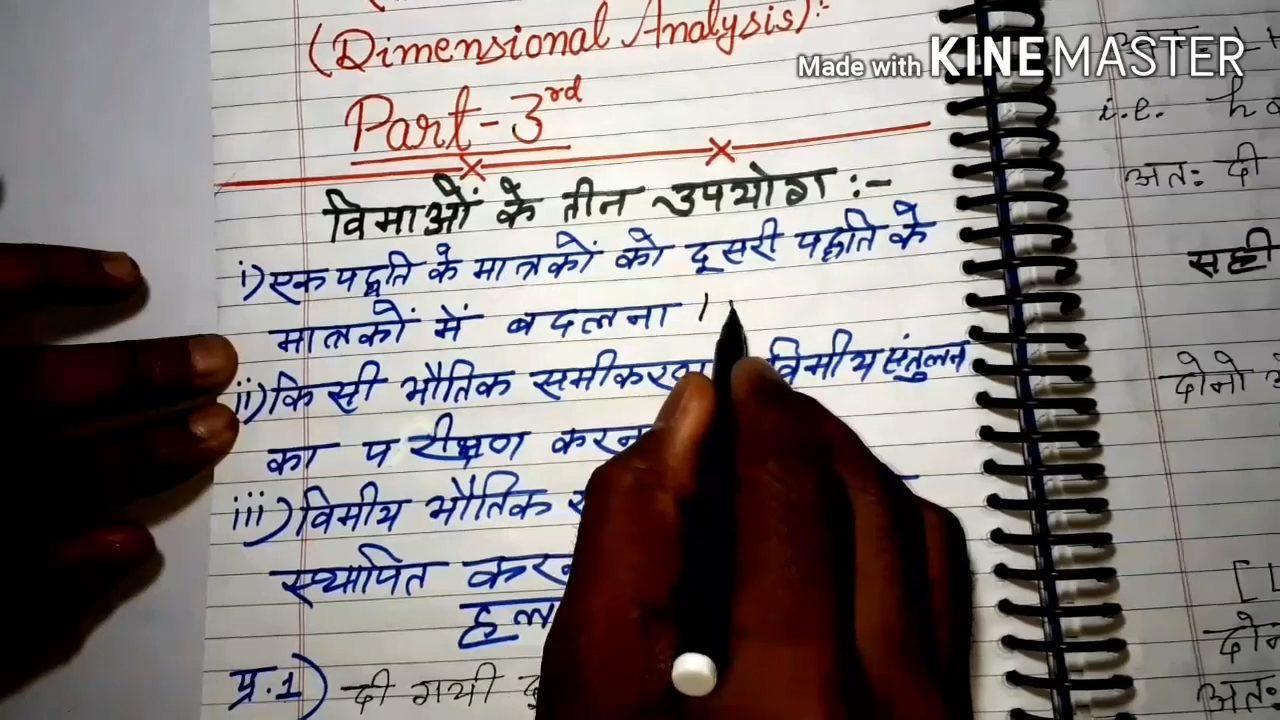 (Dimensional Analysis):-
Made with KINEMASTER
Part-3rd
विमाओं के तीन उपयोग :-
i) एक पद्धति के मात्रकों को दूसरी पद्धति के
मात्रकों में बदलना ।
ii) किसी भौतिक समीकरण विमीय संतुलन
का परीक्षण
iii) विमीय भौतिक
स्थापित
प्र.1) दी गयी
i.e.
अतः दी
सही
दोनो
[L
अतः